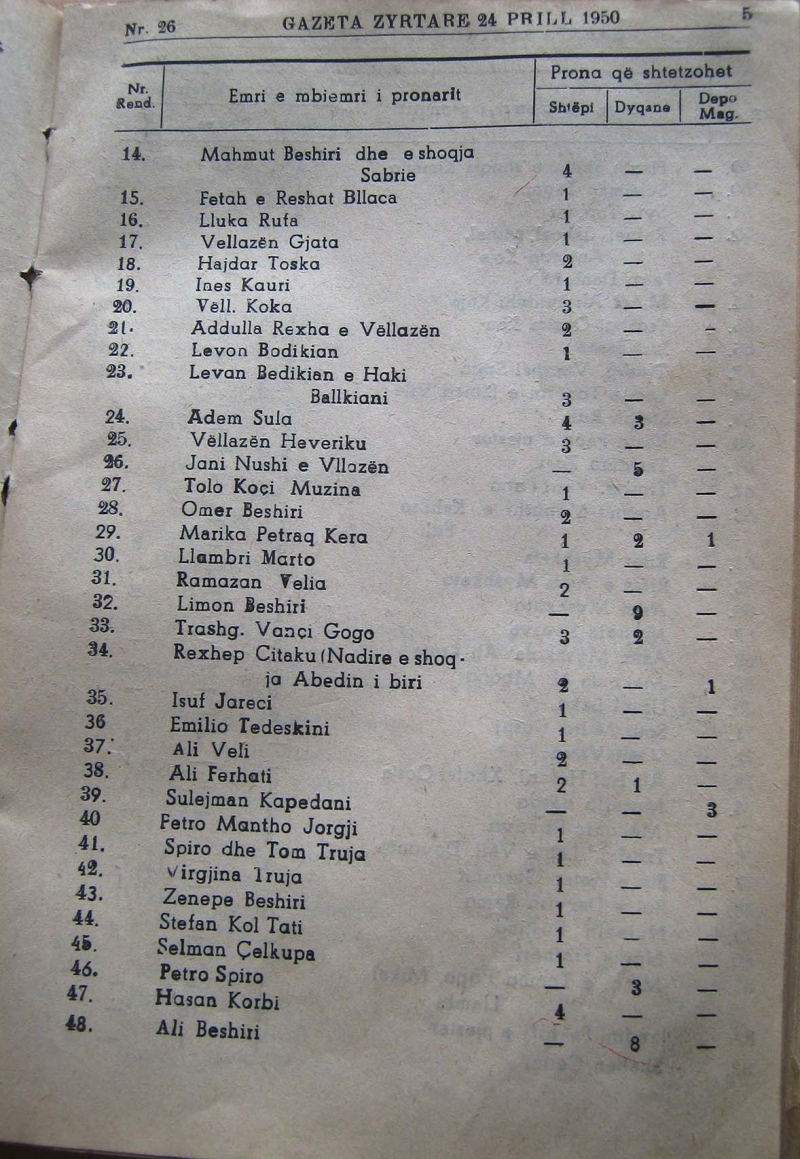 Nr. 26 GAZETA ZYRTARE 24 PRILL 1950 5
Nr. Rend. Emri e mbiemri i pronarit Prona që shtetzohet
Shtëpi Dyqane Depo Mag.
14. Mahmut Beshiri dhe e shoqja
Sabrie 4 — —
15. Fetah e Reshat Bllaca 1 — —
16. Lluka Rufa 1 — —
17. Vellazën Gjata 1 — —
18. Hajdar Toska 2 — —
19. Ines Kauri 1 — —
20. Vëll. Koka 3 — —
21. Addulla Rexha e Vëllazën 2 — —
22. Levon Bodikian 1 — —
23. Levan Bedikian e Haki
Ballkiani 3 — —
24. Adem Sula 4 3 —
25. Vëllazën Heveriku 3 — —
26. Jani Nushi e Vllazën — 5 —
27. Tolo Koçi Muzina 1 — —
28. Omer Beshiri 2 — —
29. Marika Petraq Kera 1 2 1
30. Llambri Marto 1 — —
31. Ramazan Velia 2 — —
32. Limon Beshiri — 9 —
33. Trashg. Vançi Gogo 3 2 —
34. Rexhep Citaku (Nadire e shoq-
ja Abedin i biri 2 — 1
35. Isuf Jareci 1 — —
36 Emilio Tedeskini 1 — —
37. Ali Veli 2 — —
38. Ali Ferhati 2 1 —
39. Sulejman Kapedani — — 3
40 Petro Mantho Jorgji 1 — —
41. Spiro dhe Tom Truja 1 — —
42. Virgjina Truja 1 — —
43. Zenepe Beshiri 1 — —
44. Stefan Kol Tati 1 — —
45. Selman Çelkupa 1 — —
46. Petro Spiro — 3 —
47. Hasan Korbi 4 — —
48. Ali Beshiri — 8 —